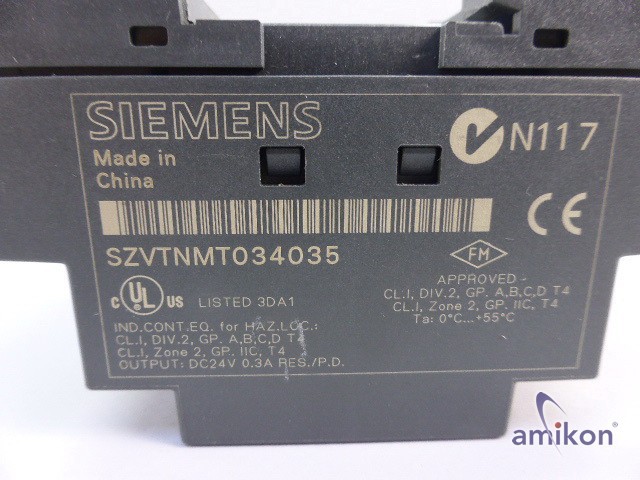 SIEMENS
N117
Made in
China
CE
SZVTNMT034035
FM
c UL US LISTED 3DA1
APPROVED -
CL.I, DIV.2, GP. A,B,C,D T4
CL.I, Zone 2, GP. IIC, T4
Ta: 0°C...+55°C
IND.CONT.EQ. for HAZ.LOC.:
CL.I, DIV.2, GP. A,B,C,D T4
CL.I, Zone 2, GP. IIC, T4
OUTPUT: DC24V 0.3A RES./P.D.
amikon®